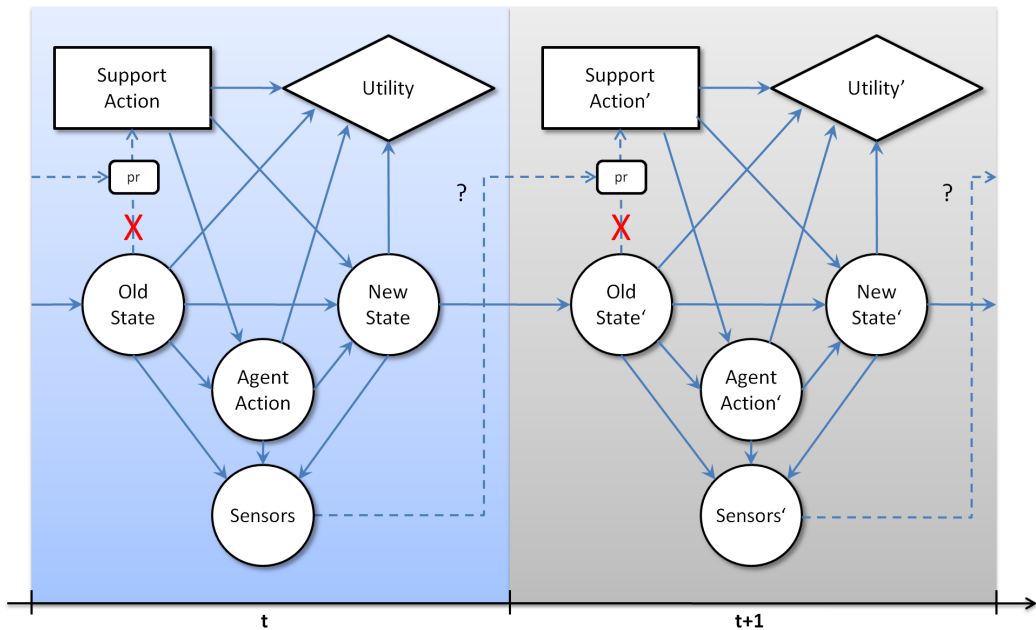 Support
Action
Utility
pr
?
X
Old
State
New
State
Agent
Action
Sensors
Support
Action’
Utility’
pr
?
X
Old
State‘
New
State‘
Agent
Action‘
Sensors‘
t
t+1